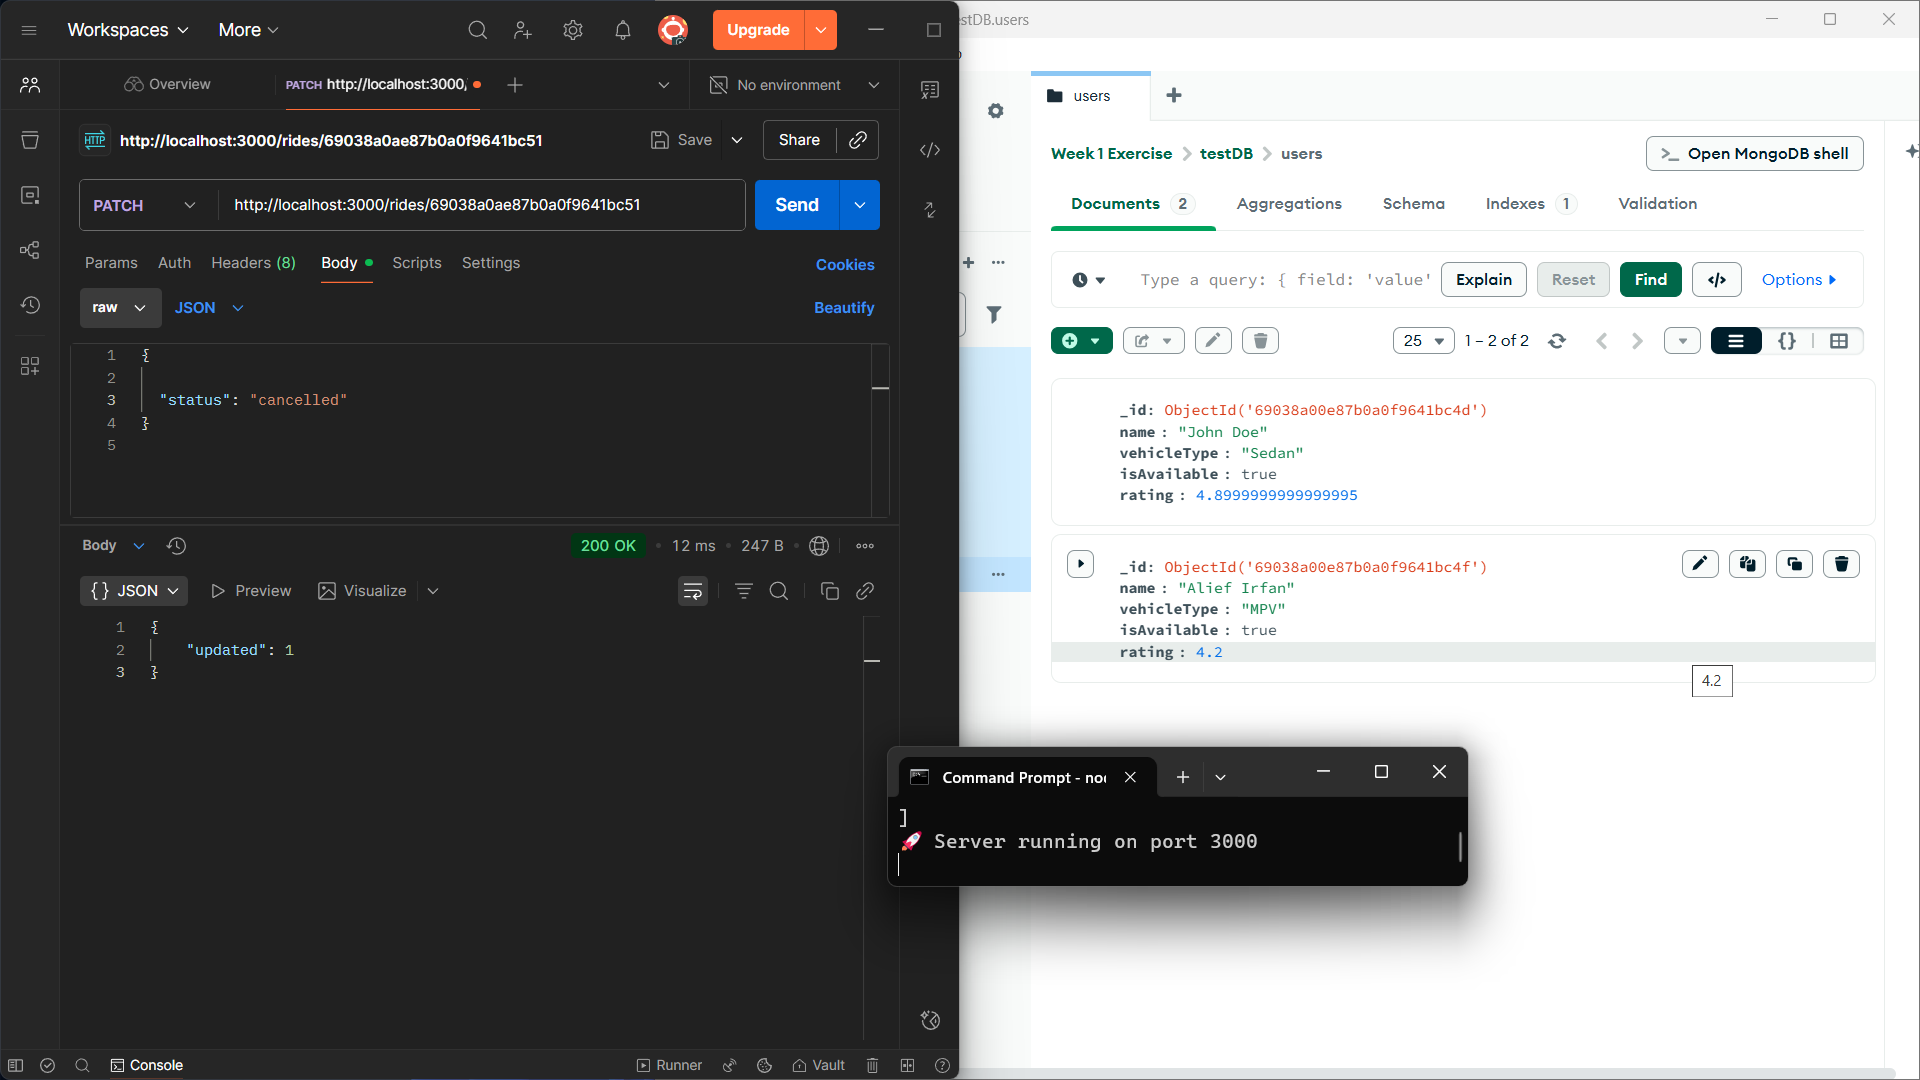 Workspaces
More
Upgrade
Overview
PATCH http://localhost:3000/
No environment
HTTP
http://localhost:3000/rides/69038a0ae87b0a0f9641bc51
Save
Share
PATCH
http://localhost:3000/rides/69038a0ae87b0a0f9641bc51
Send
Params
Auth
Headers (8)
Body
Scripts
Settings
Cookies
raw
JSON
Beautify
1 {
2
3 "status": "cancelled"
4 }
5
Body
200 OK
12 ms
247 B
{} JSON
Preview
Visualize
1 {
2 "updated": 1
3 }
Console
Runner
Vault
stDB.users
users
Week 1 Exercise
testDB
users
>_ Open MongoDB shell
Documents 2
Aggregations
Schema
Indexes 1
Validation
Type a query: { field: 'value'
Explain
Reset
Find
</>
Options
25
1 – 2 of 2
{}
_id: ObjectId('69038a00e87b0a0f9641bc4d')
name : "John Doe"
vehicleType : "Sedan"
isAvailable : true
rating : 4.8999999999999995
_id: ObjectId('69038a00e87b0a0f9641bc4f')
name : "Alief Irfan"
vehicleType : "MPV"
isAvailable : true
rating : 4.2
4.2
Command Prompt - no
]
🚀 Server running on port 3000